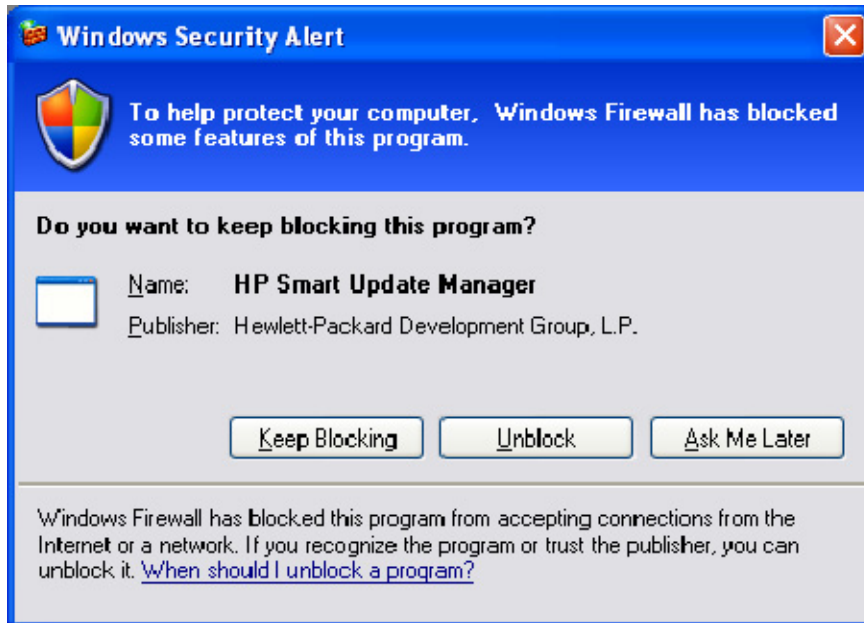 Windows Security Alert
To help protect your computer, Windows Firewall has blocked
some features of this program.
Do you want to keep blocking this program?
Name: HP Smart Update Manager
Publisher: Hewlett-Packard Development Group, L.P.
Keep Blocking Unblock Ask Me Later
Windows Firewall has blocked this program from accepting connections from the
Internet or a network. If you recognize the program or trust the publisher, you can
unblock it. When should I unblock a program?